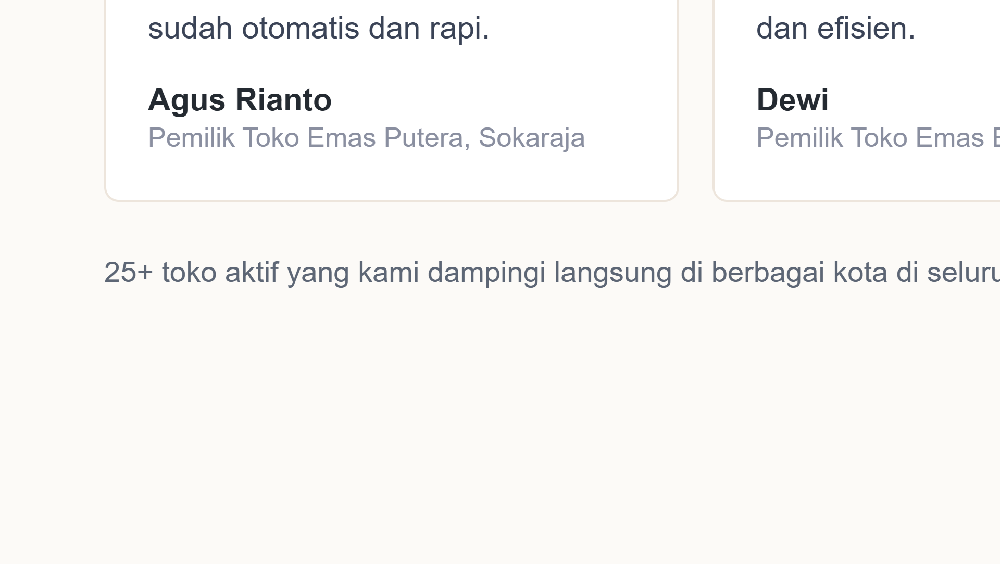 sudah otomatis dan rapi.
Agus Rianto
Pemilik Toko Emas Putera, Sokaraja
dan efisien.
Dewi
Pemilik Toko Emas
25+ toko aktif yang kami dampingi langsung di berbagai kota di